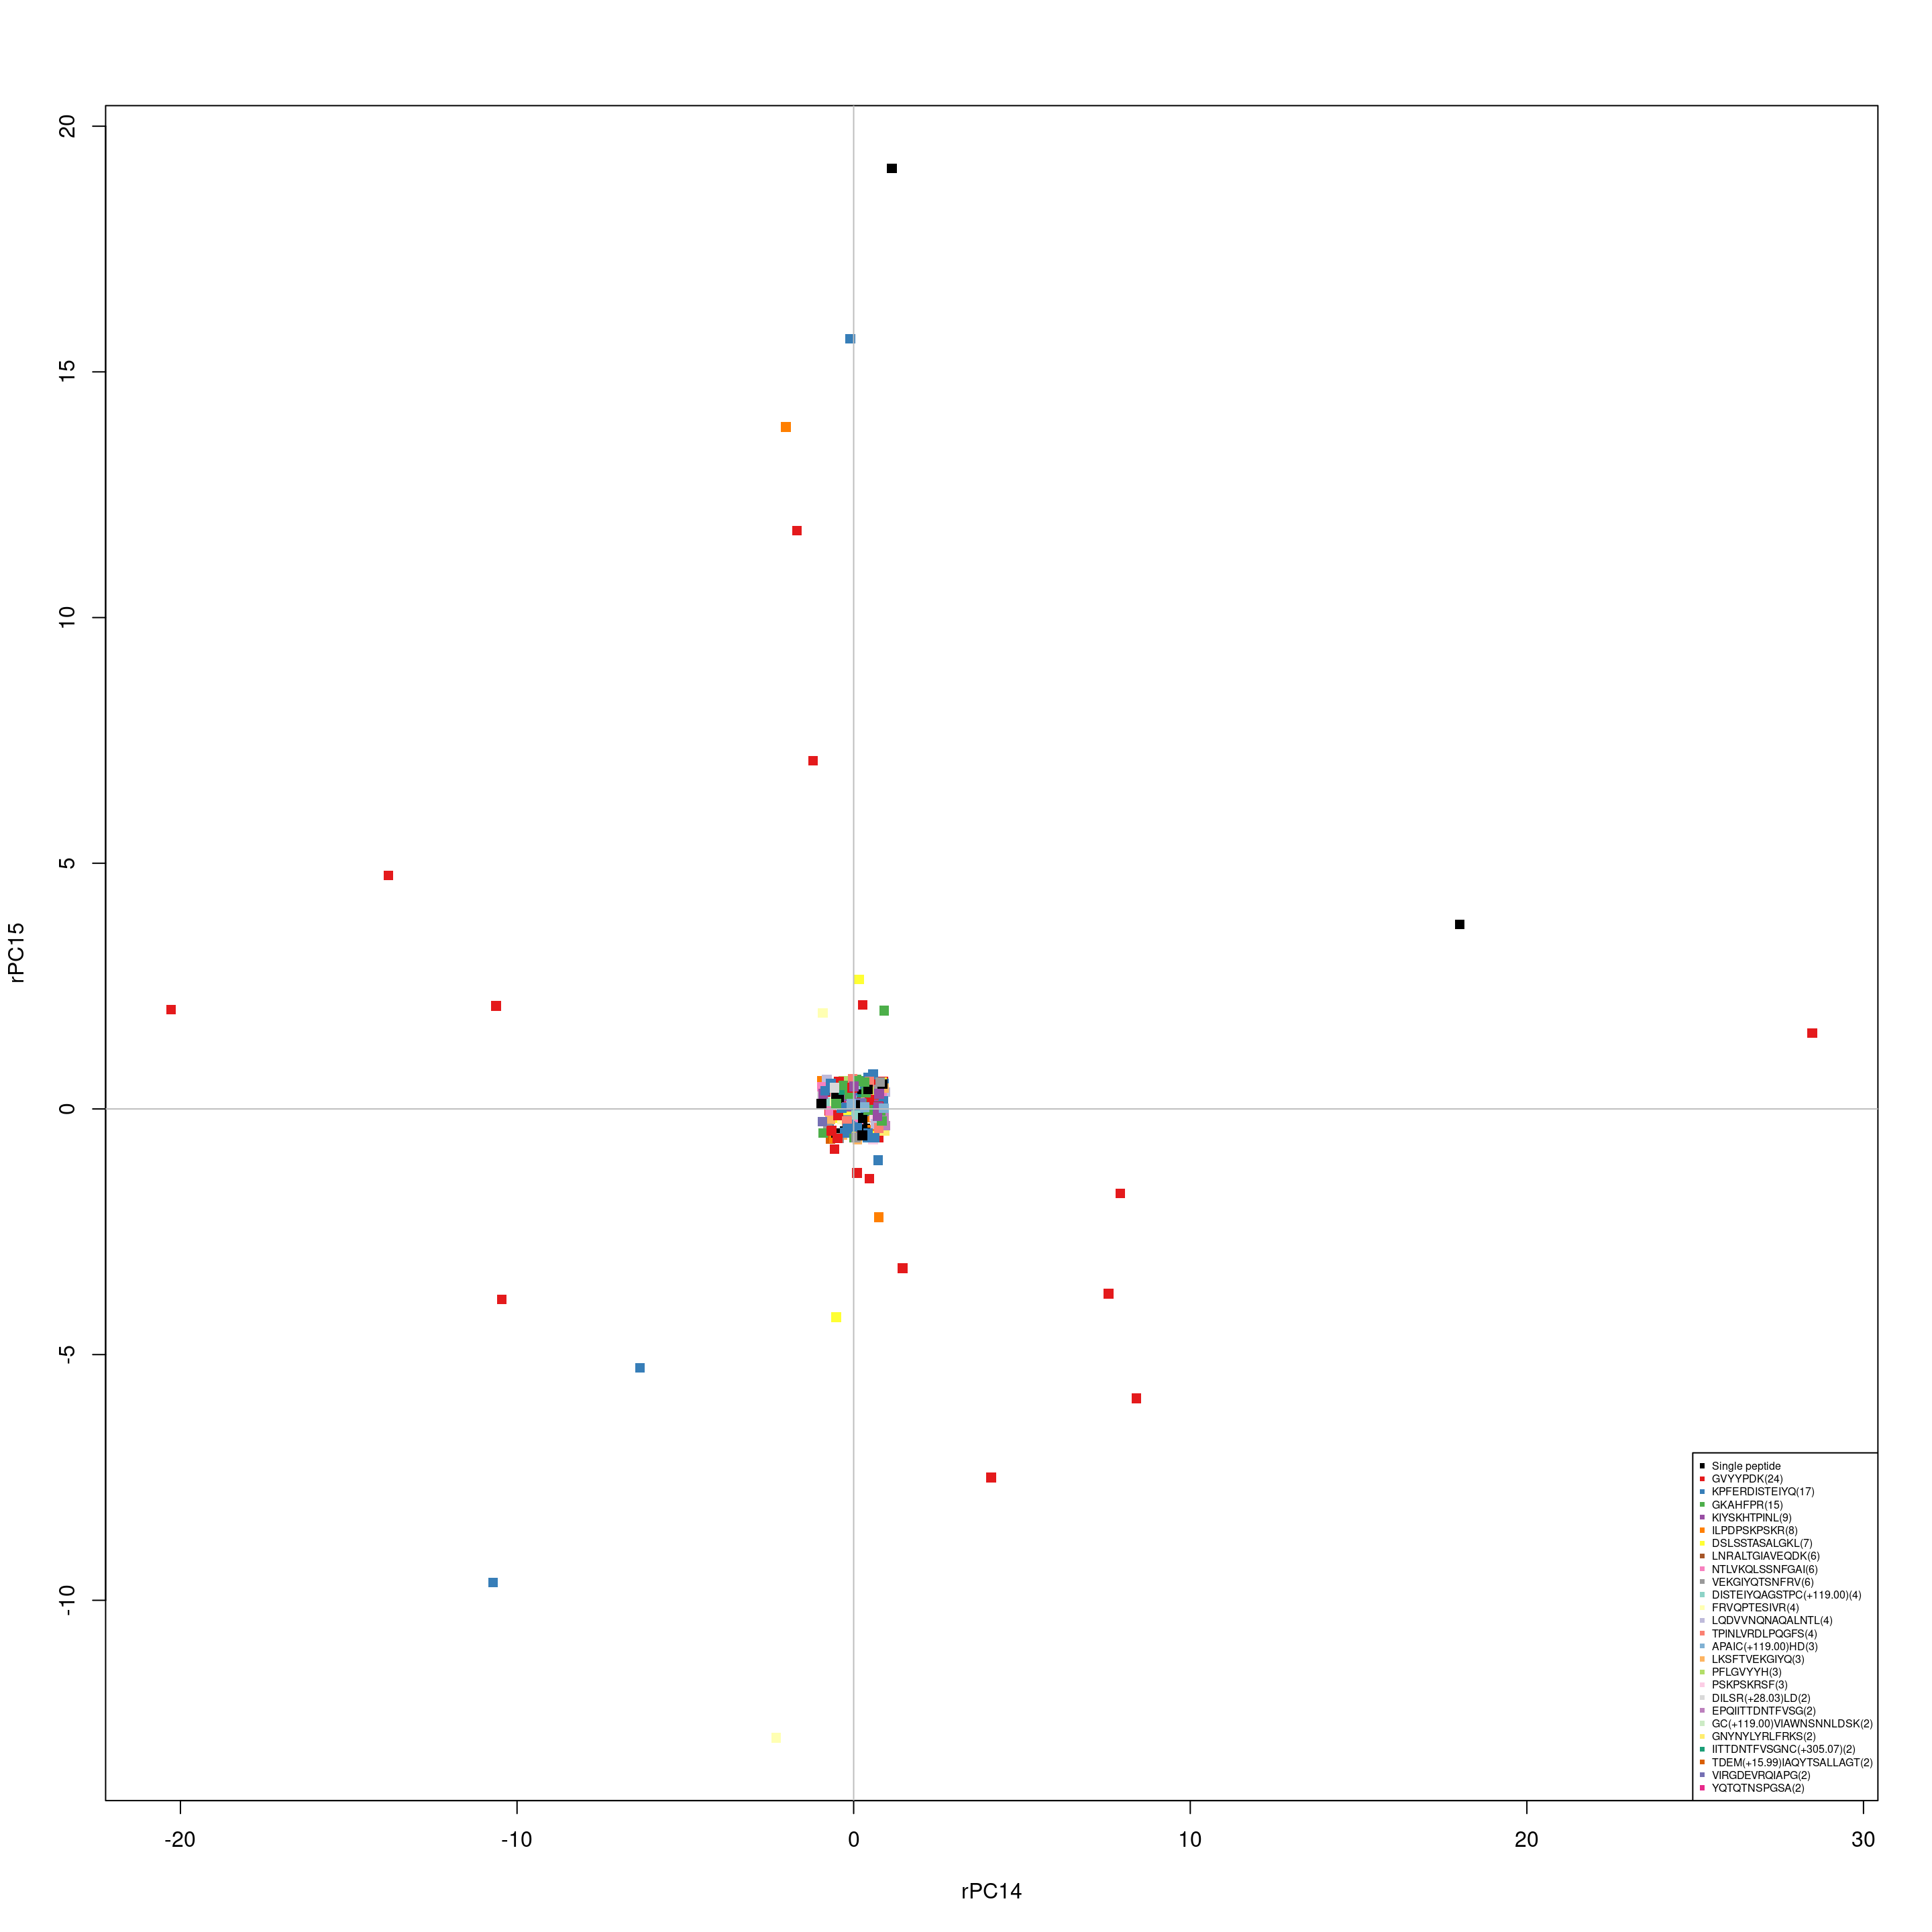 20
15
10
5
0
-5
-10
rPC15
-20
-10
0
10
20
30
rPC14
Single peptide
GVYYPDK(24)
KPFERDISTEIYQ(17)
GKAHFPR(15)
KIYSKHTPINL(9)
ILPDPSKPSKR(8)
DSLSSTASALGKL(7)
LNRALTGIAVEQDK(6)
NTLVKQLSSNFGAI(6)
VEKGIYQTSNFRV(6)
DISTEIYQAGSTPC(+119.00)(4)
FRVQPTESIVR(4)
LQDVVNQNAQALNTL(4)
TPINLVRDLPQGFS(4)
APAIC(+119.00)HD(3)
LKSFTVEKGIYQ(3)
PFLGVYYH(3)
PSKPSKRSF(3)
DILSR(+28.03)LD(2)
EPQIITTDNTFVSG(2)
GC(+119.00)VIAWNSNNLDSK(2)
GNYNYLYRLFRKS(2)
IITTDNTFVSGNC(+305.07)(2)
TDEM(+15.99)IAQYTSALLAGT(2)
VIRGDEVRQIAPG(2)
YQTQTNSPGSA(2)